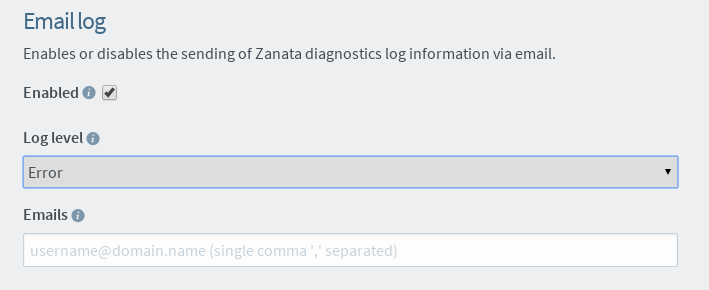 Email log
Enables or disables the sending of Zanata diagnostics log information via email.
Enabled
Log level
Error
Emails
username@domain.name (single comma ',' separated)